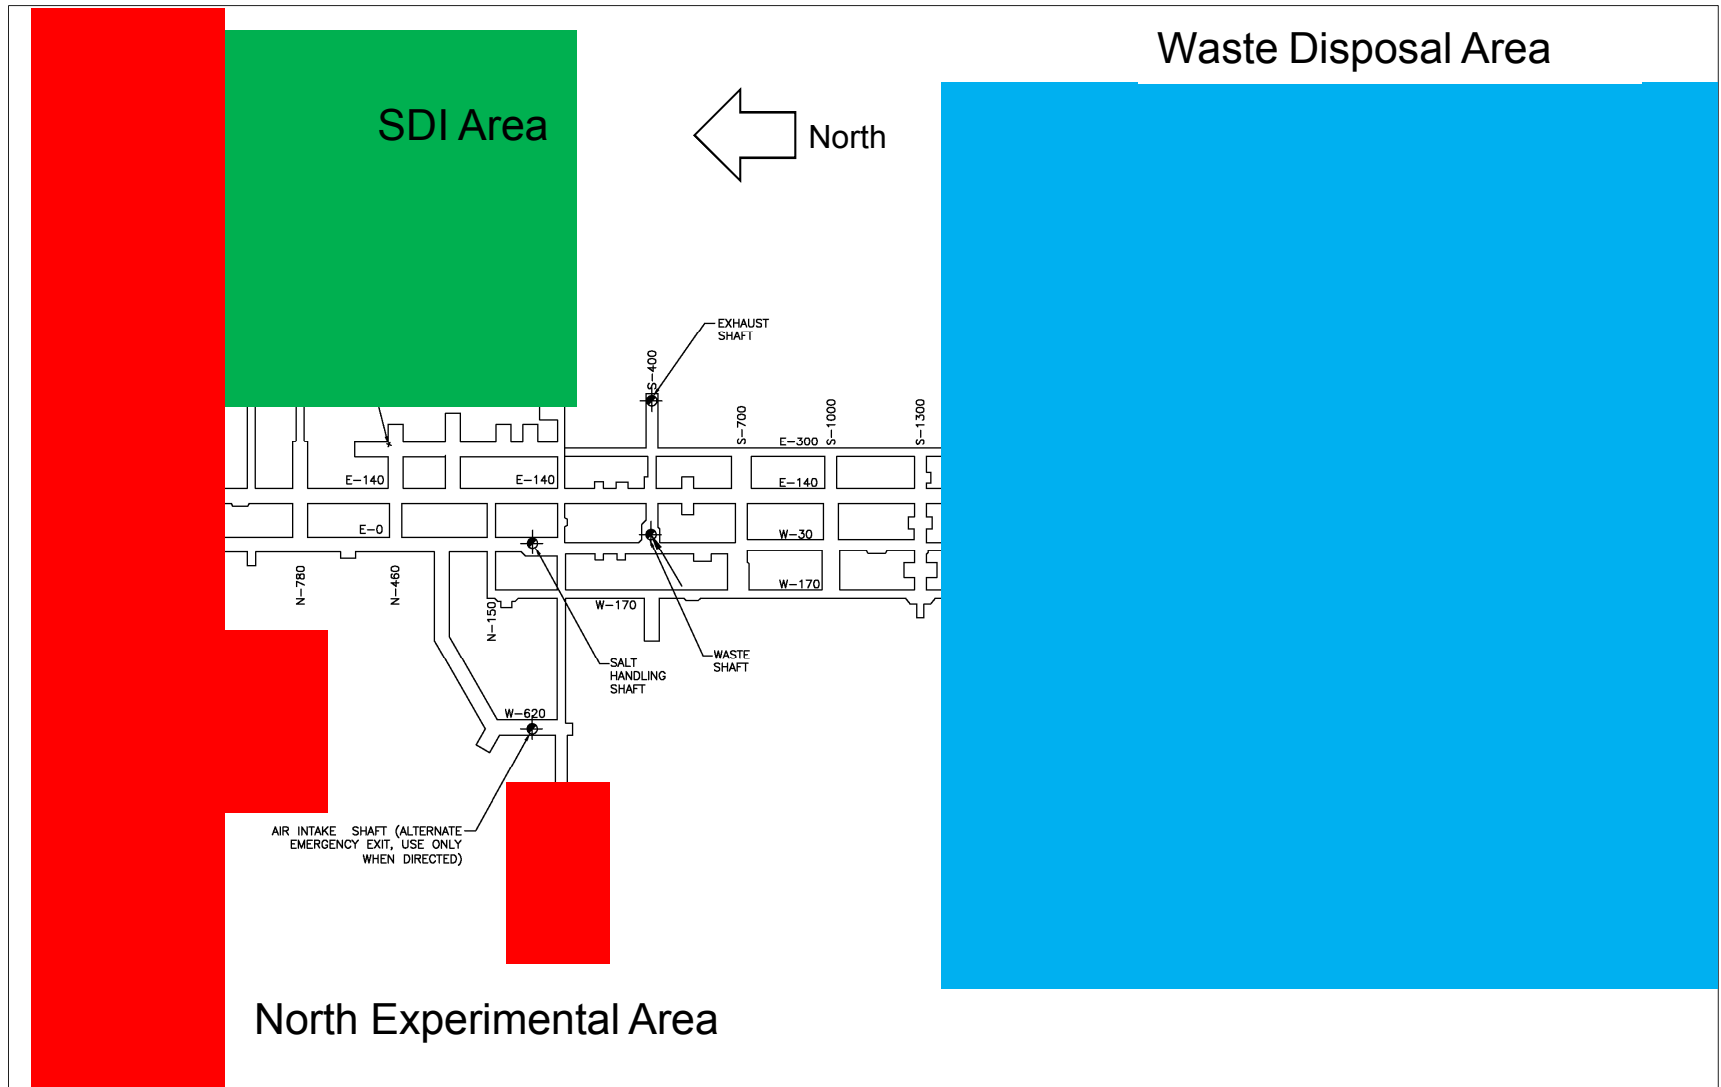 Waste Disposal Area
SDI Area
North
EXHAUST
SHAFT
S-400
S-700
S-1000
S-1300
E-300
E-140
E-140
E-140
E-0
W-30
W-170
W-170
N-780
N-460
N-150
SALT
HANDLING
SHAFT
WASTE
SHAFT
W-620
AIR INTAKE SHAFT (ALTERNATE
EMERGENCY EXIT, USE ONLY
WHEN DIRECTED)
North Experimental Area